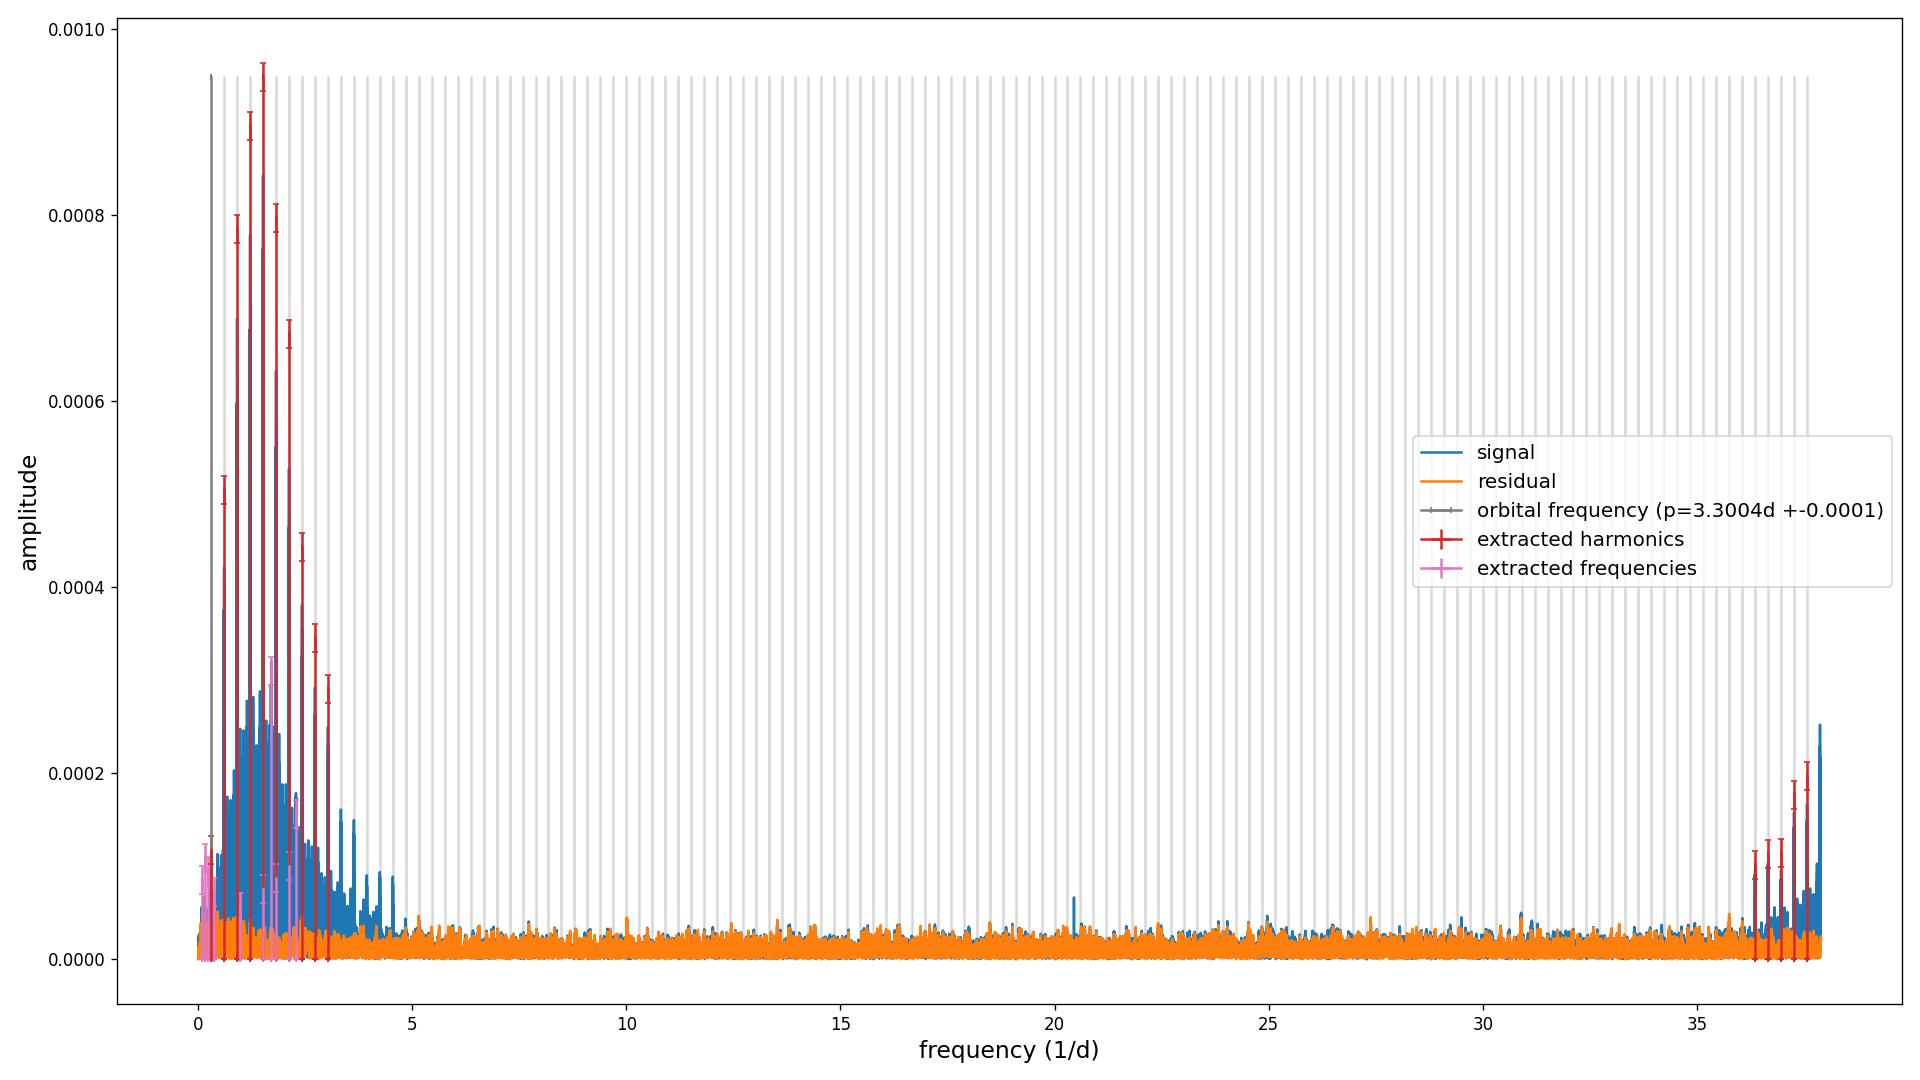 0.0010
0.0008
0.0006
0.0004
0.0002
0.0000
amplitude
signal
residual
orbital frequency (p=3.3004d +-0.0001)
extracted harmonics
extracted frequencies
0 5 10 15 20 25 30 35
frequency (1/d)